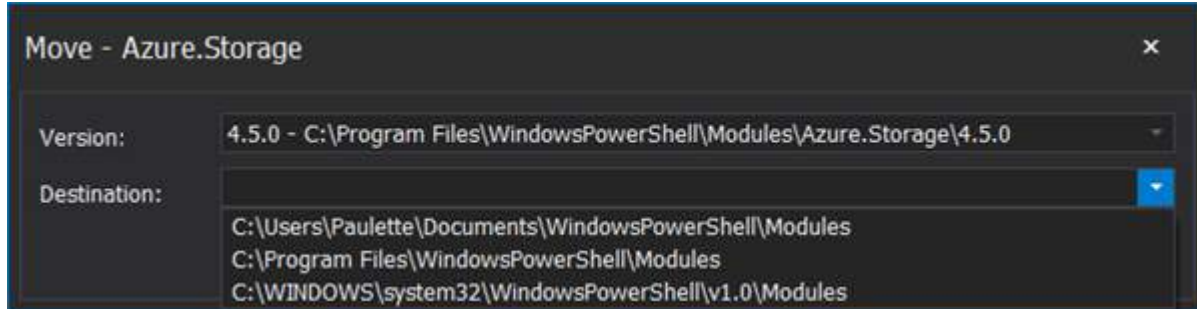 Move - Azure.Storage
Version: 4.5.0 - C:\Program Files\WindowsPowerShell\Modules\Azure.Storage\4.5.0
Destination:
C:\Users\Paulette\Documents\WindowsPowerShell\Modules
C:\Program Files\WindowsPowerShell\Modules
C:\WINDOWS\system32\WindowsPowerShell\v1.0\Modules